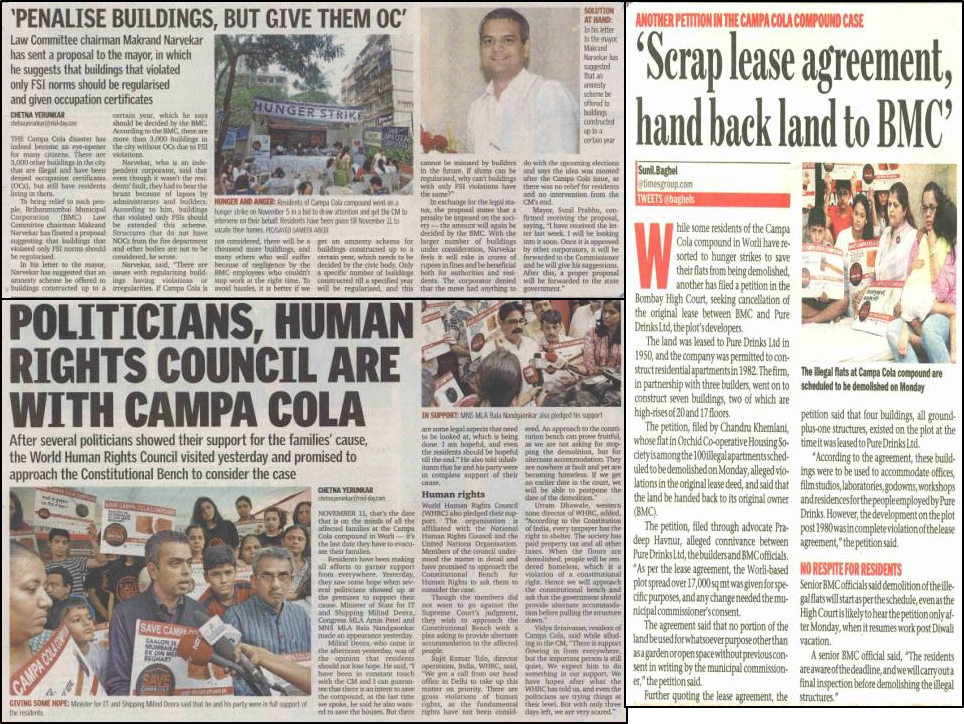 'PENALISE BUILDINGS, BUT GIVE THEM OC'
Law Committee chairman Makrand Narvekar
has sent a proposal to the mayor, in which
he suggests that buildings that violated
only FSI norms should be regularised
and given occupation certificates
CHETNA YERUNKAR
chetna.yerunkar@mid-day.com
THE Campa Cola disaster has
indeed become an eye-opener
for many citizens. There are
3,000 other buildings in the city
that are illegal and have been
denied occupation certificates
(OCs), but still have residents
living in them.
To bring relief to such peo-
ple, Brihanmumbai Municipal
Corporation (BMC) Law
Committee chairman Makrand
Narvekar has floated a proposal
suggesting that buildings that
violated only FSI norms should
be regularised.
In his letter to the mayor,
Narvekar has suggested that an
amnesty scheme be offered to
buildings constructed up to a
certain year, which he says
should be decided by the BMC.
According to the BMC, there are
more than 3,000 buildings in
the city without OCs due to FSI
violations.
Narvekar, who is an inde-
pendent corporator, said that
even though it wasn't the resi-
dents' fault, they had to bear the
brunt because of lapses by
administrators and builders.
According to him, buildings
that violated only FSIs should
be extended this scheme.
Structures that do not have
NOCs from the fire department
and other bodies are not to be
considered, he wrote.
Narvekar, said, "There are
issues with regularising build-
ings having violations or
irregularities. If Campa Cola is
HUNGER STRIKE
HUNGER AND ANGER: Residents of Campa Cola compound went on a
hunger strike on November 5 in a bid to draw attention and get the CM to
intervene on their behalf. Residents have been given till November 11 to
vacate their homes. PIC/SAYED SAMEER ABEDI
not considered, there will be a
thousand more buildings, and
many others who will suffer
because of negligence by the
BMC employees who couldn't
stop work at the right time. To
avoid hassles, it is better if we
get an amnesty scheme for
buildings constructed up to a
certain year, which needs to be
decided by the civic body. Only
a specific number of buildings
constructed till a specified year
will be regularised, and this
SOLUTION
AT HAND:
In his letter
to the mayor,
Makrand
Narvekar has
suggested
that an
amnesty
scheme be
offered to
buildings
constructed
up to a
certain year
cannot be misused by builders
in the future. If slums can be
regularised, why can't buildings
with only FSI violations have
the same?"
In exchange for the legal sta-
tus, the proposal states that a
penalty be imposed on the soci-
ety — the amount will again be
decided by the BMC. With the
larger number of buildings
under consideration, Narvekar
feels it will rake in crores of
rupees in fines and be beneficial
both for authorities and resi-
dents. The corporator denied
that the move had anything to
do with the upcoming elections
and says the idea was mooted
after the Campa Cola issue, as
there was no relief for residents
and no intervention from the
CM's end.
Mayor, Sunil Prabhu, con-
firmed receiving the proposal,
saying, "I have received the let-
ter last week. I will be looking
into it soon. Once it is approved
by other corporators, it will be
forwarded to the Commissioner
and he will give his suggestions.
After this, a proper proposal
will be forwarded to the state
government."
POLITICIANS, HUMAN
RIGHTS COUNCIL ARE
WITH CAMPA COLA
After several politicians showed their support for the families' cause,
the World Human Rights Council visited yesterday and promised to
approach the Constitutional Bench to consider the case
SAVE CAMPA COLA
GIVING SOME HOPE: Minister for IT and Shipping Milind Deora said that he and his party were in full support of
the residents
CHETNA YERUNKAR
chetna.yerunkar@mid-day.com
NOVEMBER 11, that's the date
that is on the minds of all the
affected families at the Campa
Cola compound in Worli — it's
the last date they have to evacu-
ate their families.
Residents have been making
all efforts to garner support
from everywhere. Yesterday,
they saw some hope when sev-
eral politicians showed up at
the premises to support their
cause. Minister of State for IT
and Shipping Milind Deora,
Congress MLA Amin Patel and
MNS MLA Bala Nandgaonkar
made an appearance yesterday.
Milind Deora, who came in
the afternoon yesterday, was of
the opinion that residents
should not lose hope. He said, "I
have been in constant touch
with the CM and I can guaran-
tee that there is an intent to save
the compound, as the last time
we spoke, he said he also want-
ed to save the houses. But there
IN SUPPORT: MNS MLA Bala Nandgaonkar also pledged his support
are some legal aspects that need
to be looked at, which is being
done. I am hopeful, and even
the residents should be hopeful
till the end." He also told inhab-
itants that he and his party were
in complete support of their
cause.
Human rights
World Human Rights Council
(WHRC) also pledged their sup-
port. The organisation is
affiliated with the National
Human Rights Council and the
United Nations Organisation.
Members of the council under-
stood the matter in detail and
have promised to approach the
Constitutional Bench for
Human Rights to ask them to
consider the case.
Though the members did
not want to go against the
Supreme Court's judgment,
they wish to approach the
Constitutional Bench with a
plea asking to provide alternate
accommodation to the affected
people.
Sujit Kumar Tulo, director
operations, India, WHRC, said,
"We got a call from our head
office in Delhi to take up this
matter on priority. There are
gross violations of human
rights, as the fundamental
rights have not been consid-
ered. An approach to the consti-
tution bench can prove fruitful,
as we are not asking for stop-
ping the demolition, but for
alternate accommodation. They
are nowhere at fault and yet are
becoming homeless. If we get
an earlier date in the court, we
will be able to postpone the
date of the demolition."
Uttam Dhowale, western
zone director of WHRC, added,
"According to the Constitution
of India, every taxpayer has the
right to shelter. The society has
paid property tax and all other
taxes. When the floors are
demolished, people will be ren-
dered homeless, which is a
violation of a constitutional
right. Hence we will approach
the constitutional bench and
ask that the government should
provide alternate accommoda-
tion before pulling the structure
down."
Vidya Srinivasan, resident of
Campa Cola, said while allud-
ing to the CM, "There is support
flowing in from everywhere,
but the important person is still
quiet. We expect him to do
something in our support. We
have hopes after what the
WHRC has told us, and even the
politicians are trying things at
their level. But with only three
days left, we are very scared."
ANOTHER PETITION IN THE CAMPA COLA COMPOUND CASE
'Scrap lease agreement,
hand back land to BMC'
Sunil.Baghel
@timesgroup.com
TWEETS @baghels
While some residents of the Campa
Cola compound in Worli have re-
sorted to hunger strikes to save
their flats from being demolished,
another has filed a petition in the
Bombay High Court, seeking cancellation of
the original lease between BMC and Pure
Drinks Ltd, the plot's developers.
The land was leased to Pure Drinks Ltd in
1950, and the company was permitted to con-
struct residential apartments in 1982. The firm,
in partnership with three builders, went on to
construct seven buildings, two of which are
high-rises of 20 and 17 floors.
The petition, filed by Chandru Khemlani,
whose flat in Orchid Co-operative Housing So-
ciety is among the 100 illegal apartments sched-
uled to be demolished on Monday, alleged vio-
lations in the original lease deed, and said that
the land be handed back to its original owner
(BMC).
The petition, filed through advocate Pra-
deep Havnur, alleged connivance between
Pure Drinks Ltd, the builders and BMC officials.
"As per the lease agreement, the Worli-based
plot spread over 17,000 sq mt was given for spe-
cific purposes, and any change needed the mu-
nicipal commissioner's consent.
The agreement said that no portion of the
land be used for whatsoever purpose other than
as a garden or open space without previous con-
sent in writing by the municipal commission-
er," the petition said.
Further quoting the lease agreement, the
The illegal flats at Campa Cola compound are
scheduled to be demolished on Monday
petition said that four buildings, all ground-
plus-one structures, existed on the plot at the
time it was leased to Pure Drinks Ltd.
"According to the agreement, these build-
ings were to be used to accommodate offices,
film studios, laboratories, godowns, workshops
and residences for the people employed by Pure
Drinks. However, the development on the plot
post 1980 was in complete violation of the lease
agreement," the petition said.
NO RESPITE FOR RESIDENTS
Senior BMC officials said demolition of the ille-
gal flats will start as per the schedule, even as the
High Court is likely to hear the petition only af-
ter Monday, when it resumes work post Diwali
vacation.
A senior BMC official said, "The residents
are aware of the deadline, and we will carry out a
final inspection before demolishing the illegal
structures."